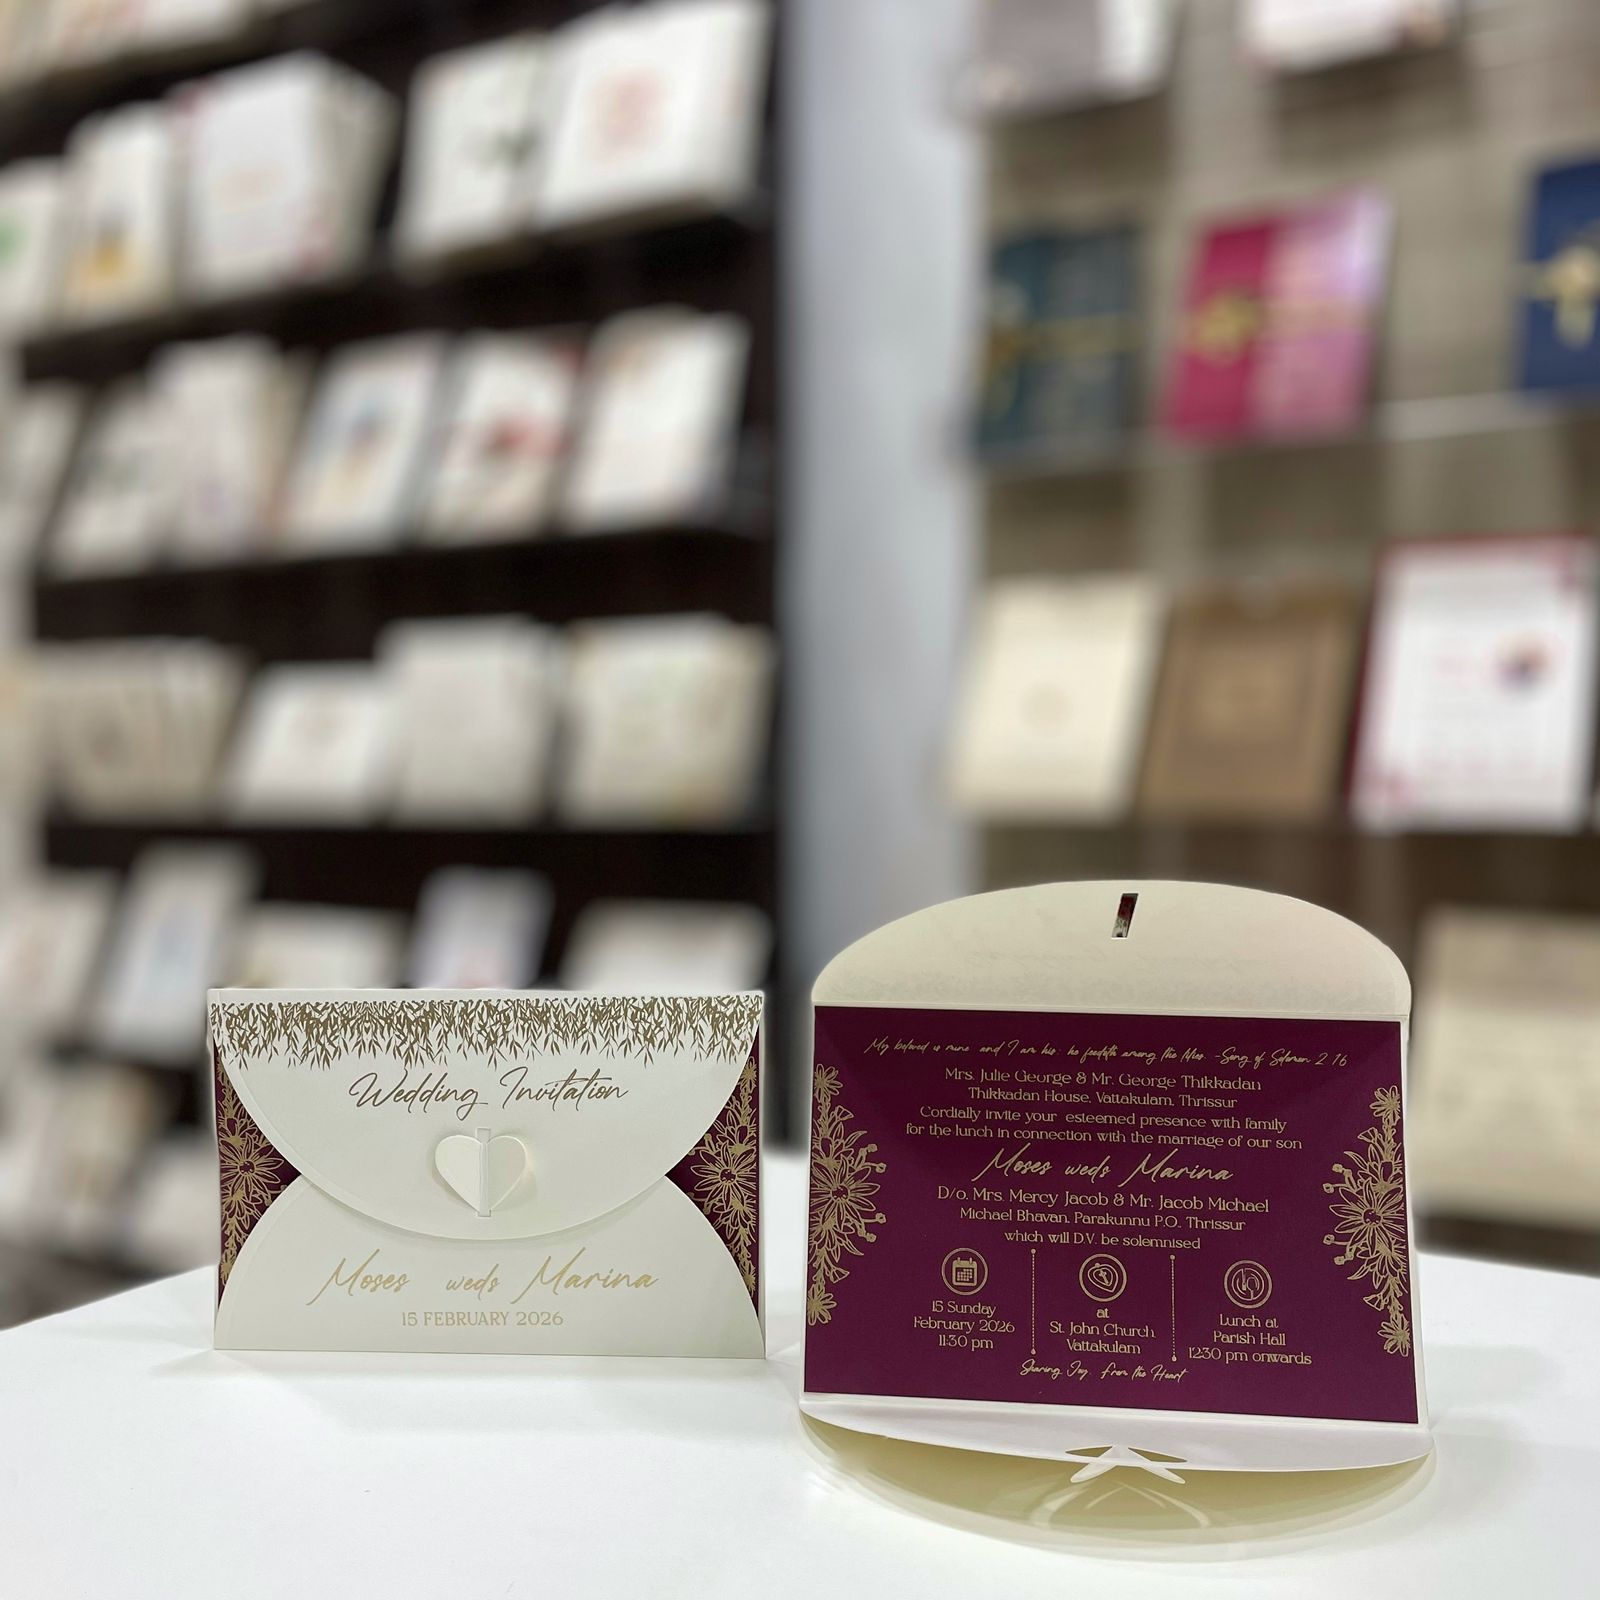 Wedding Invitation
Moses weds Marina
15 FEBRUARY 2026
My beloved is mine and I am his: he feedeth among the lilies. -Song of Solomon 2 16
Mrs. Julie George & Mr. George Thikkadan
Thikkadan House, Vattakulam, Thrissur
Cordially invite your esteemed presence with family
for the lunch in connection with the marriage of our son
Moses weds Marina
D/o. Mrs. Mercy Jacob & Mr. Jacob Michael
Michael Bhavan, Parakunnu P.O. Thrissur
which will D.V. be solemnised
15 Sunday
February 2026
11:30 pm
at
St. John Church
Vattakulam
Lunch at
Parish Hall
12:30 pm onwards
Sharing Joy, from the Heart